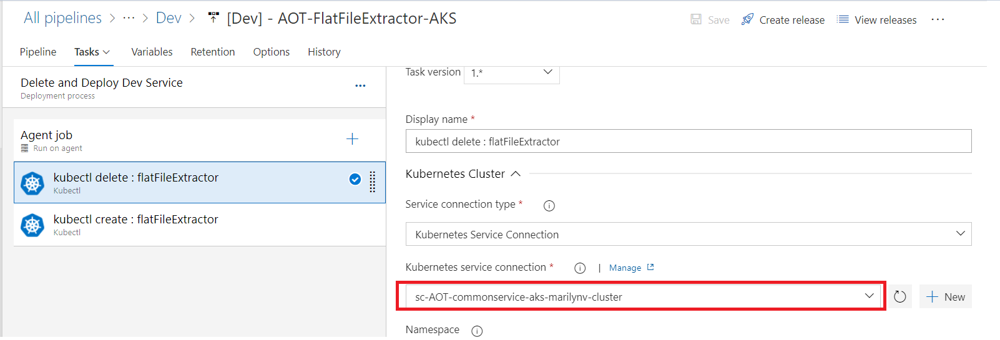 All pipelines > ··· > Dev > [Dev] - AOT-FlatFileExtractor-AKS
Save Create release View releases ···
Pipeline Tasks Variables Retention Options History
Delete and Deploy Dev Service
Deployment process
Agent job
Run on agent
kubectl delete : flatFileExtractor
Kubectl
kubectl create : flatFileExtractor
Kubectl
Task version 1.*
Display name *
kubectl delete : flatFileExtractor
Kubernetes Cluster
Service connection type *
Kubernetes Service Connection
Kubernetes service connection * | Manage
sc-AOT-commonservice-aks-marilynv-cluster
New
Namespace